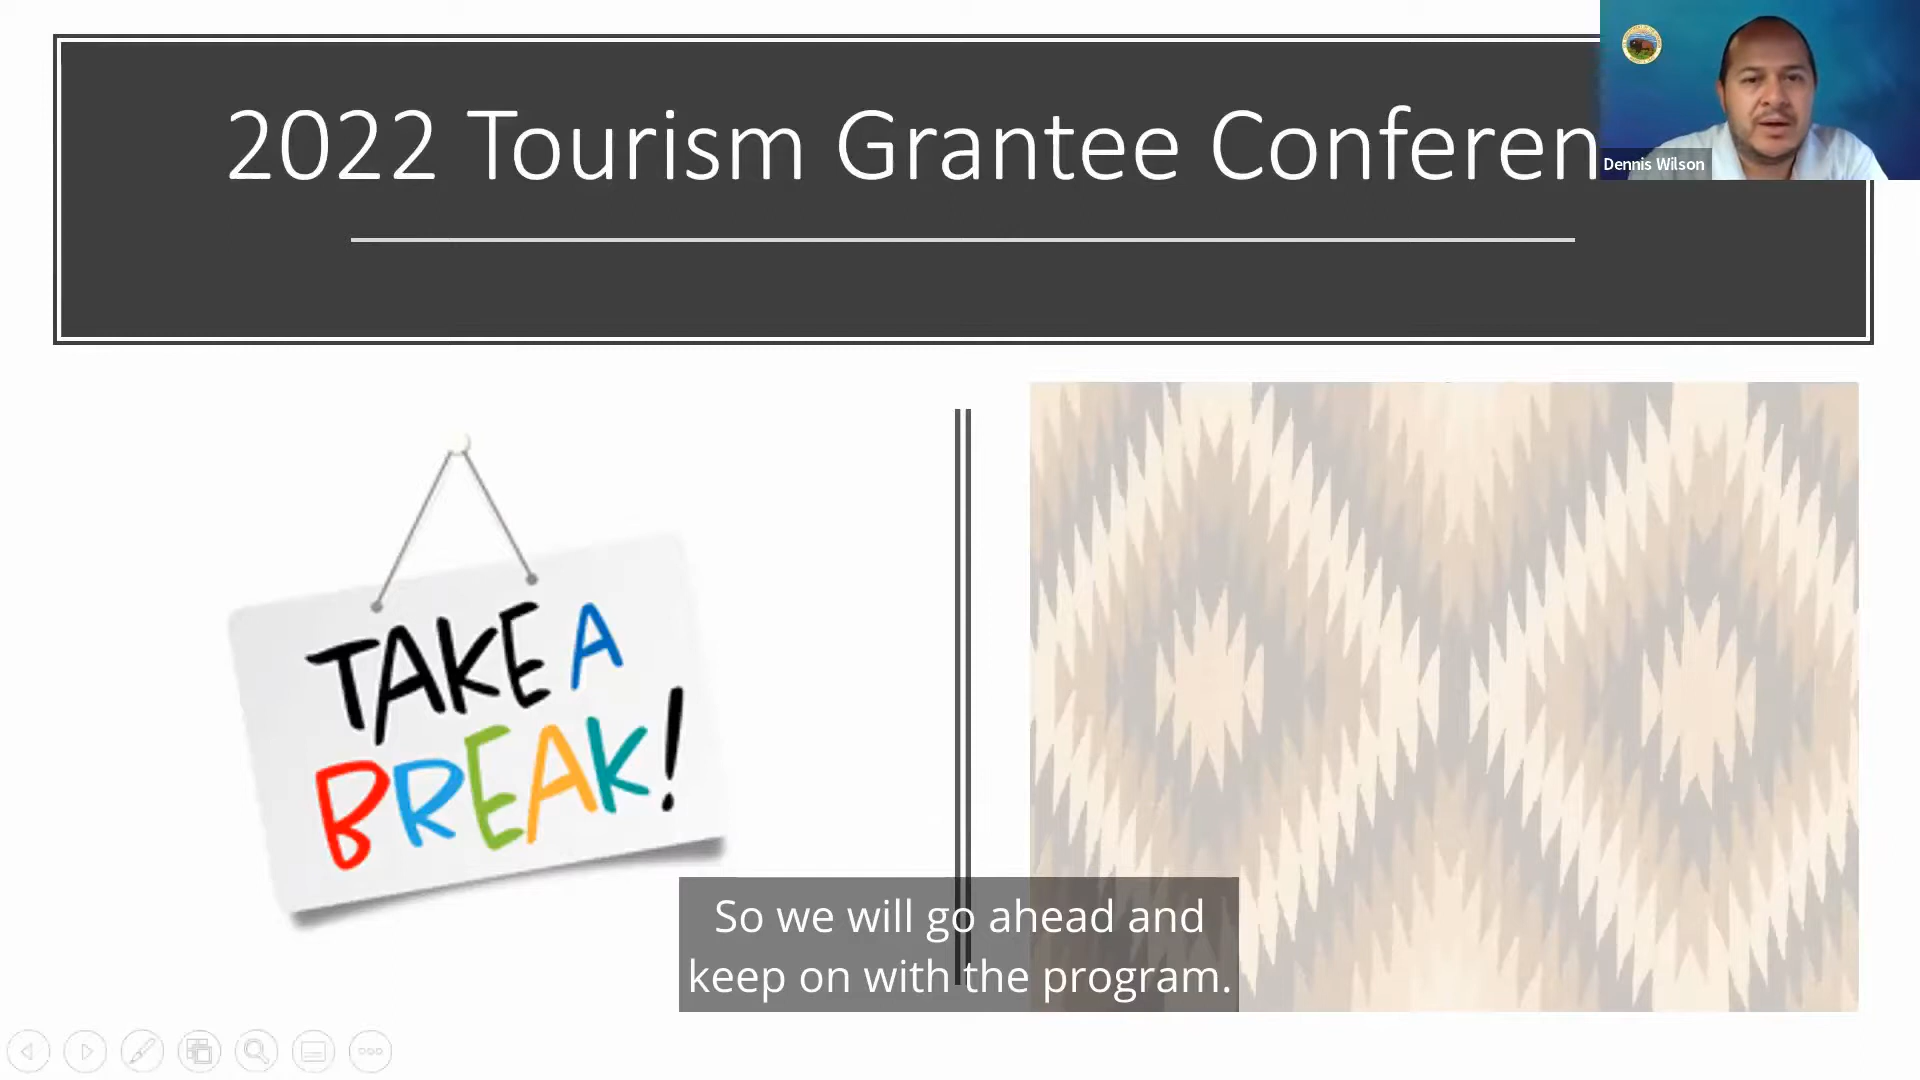 2022 Tourism Grantee Conferen
Dennis Wilson
TAKE A
BREAK!
So we will go ahead and
keep on with the program.